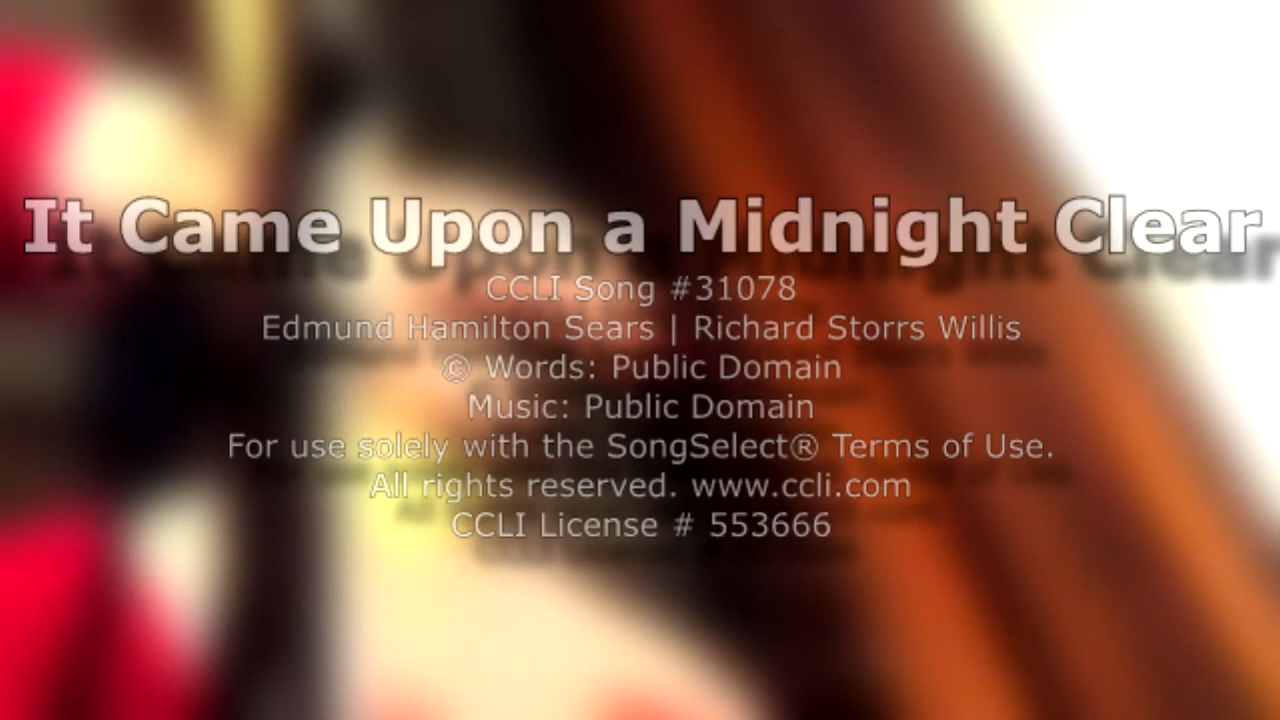 It Came Upon a Midnight Clear
CCLI Song #31078
Edmund Hamilton Sears | Richard Storrs Willis
© Words: Public Domain
Music: Public Domain
For use solely with the SongSelect® Terms of Use.
All rights reserved. www.ccli.com
CCLI License # 553666